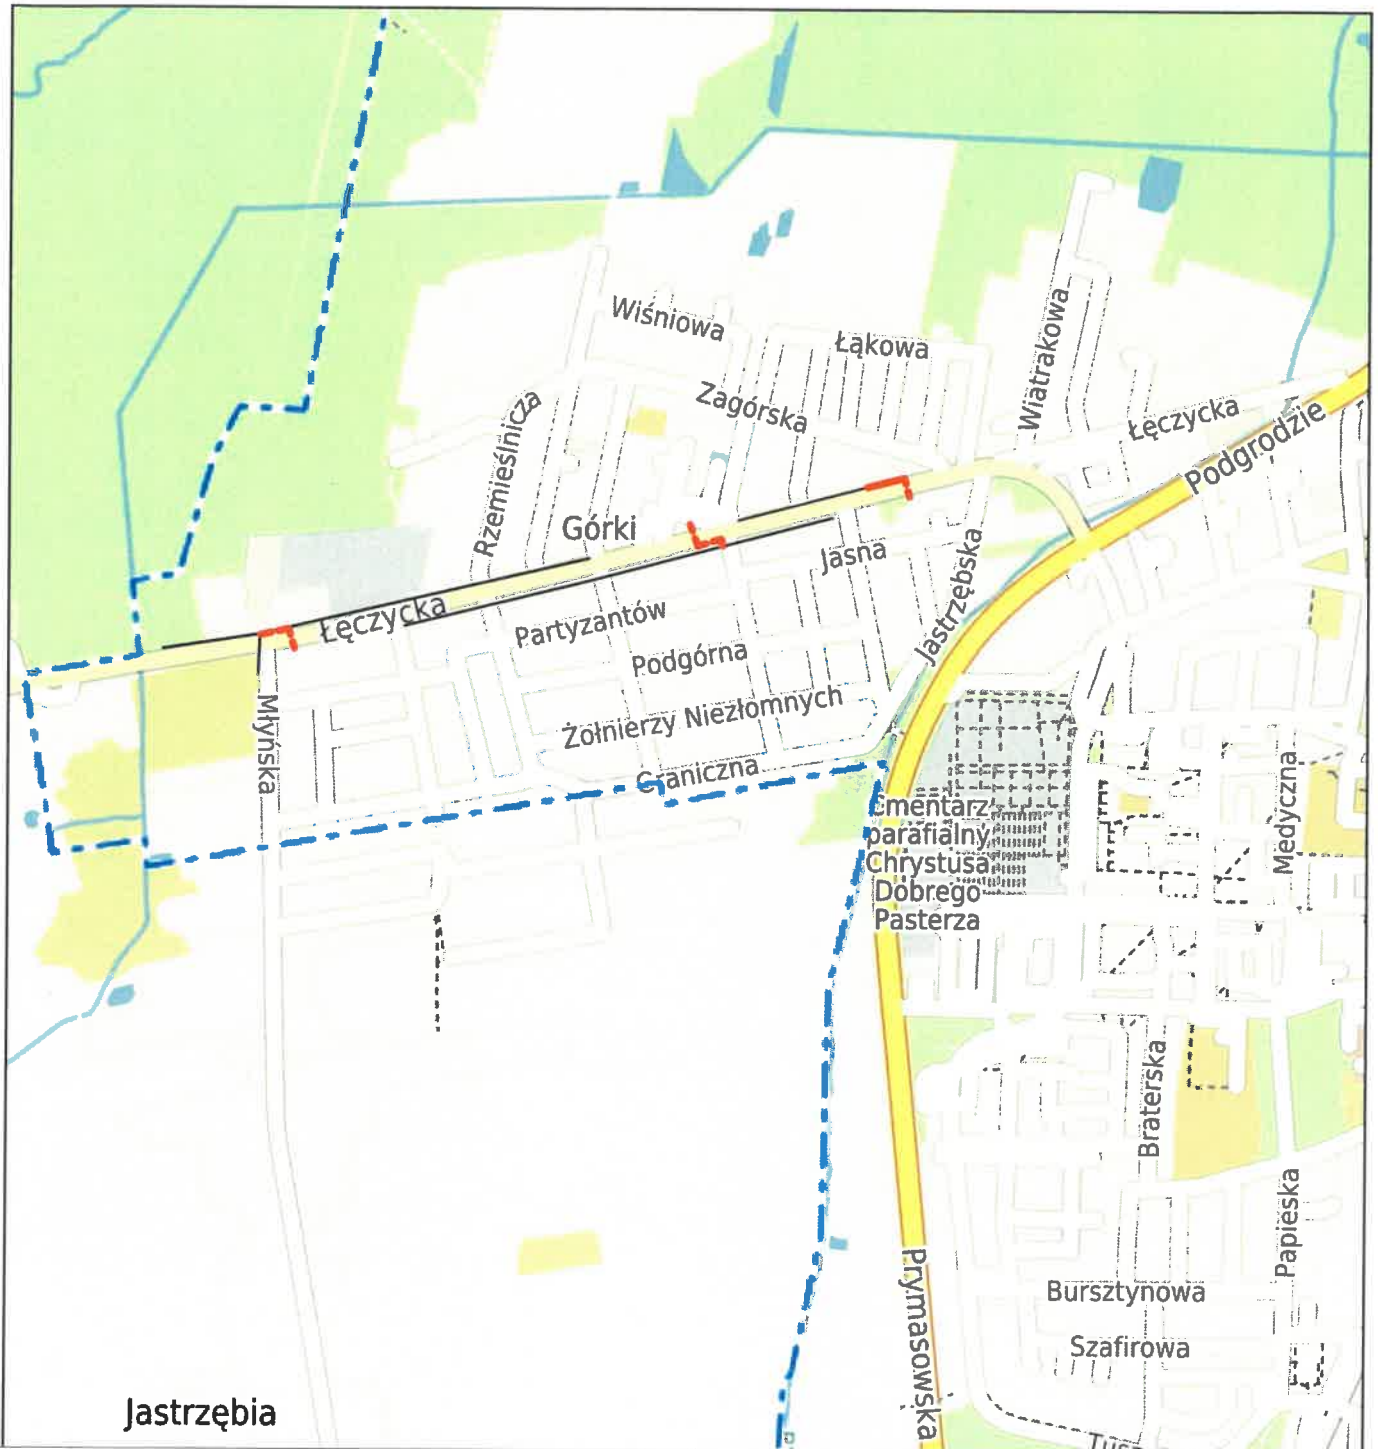 Wiśniowa
Łąkowa
Wiatrakowa
Zagórska
Łęczycka
Podgrodzie
Rzemieślnicza
Górki
Jasna
Jastrzębska
Łęczycka
Partyzantów
Podgórna
Żołnierzy Niezłomnych
Młyńska
Graniczna
Cmentarz
parafialny
Chrystusa
Dobrego
Pasterza
Medyczna
Braterska
Papieska
Prymasowska
Bursztynowa
Szafirowa
Jastrzębia